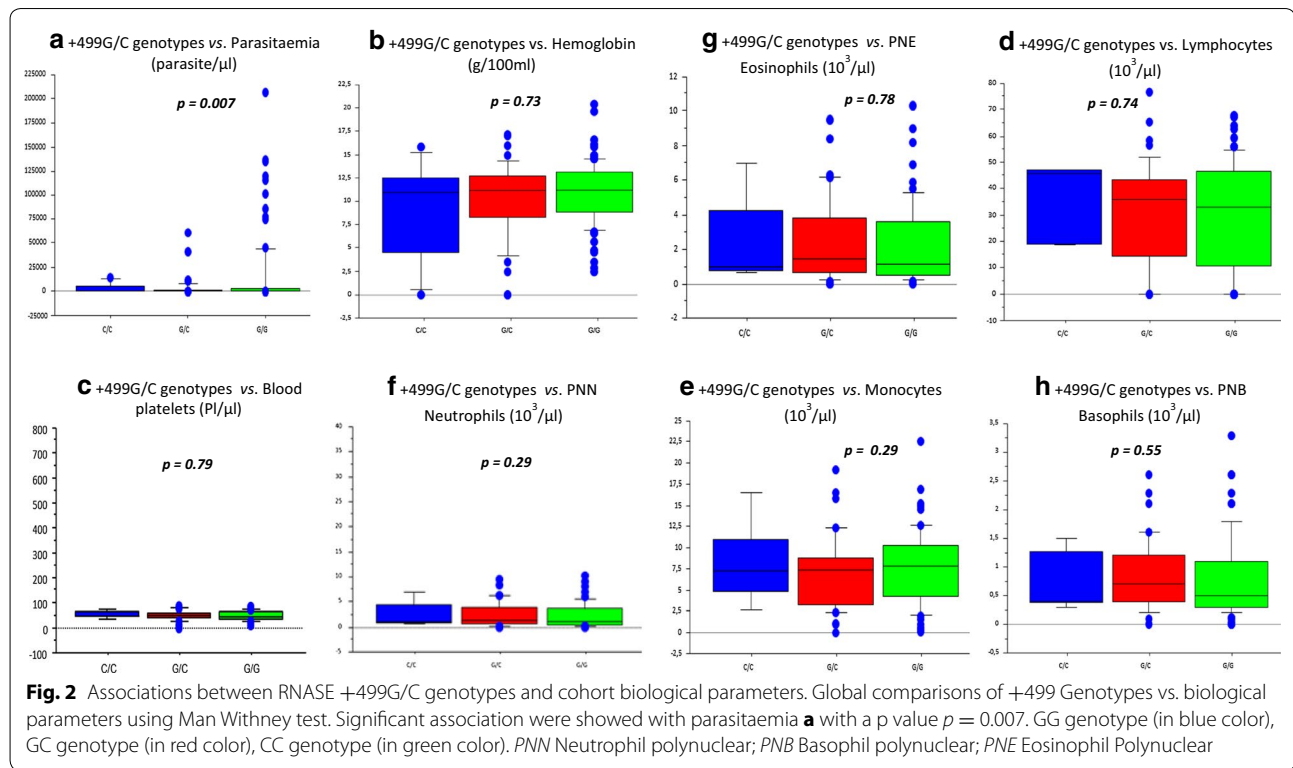 a +499G/C genotypes vs. Parasitaemia
(parasite/μl)
p = 0.007
225000
200000
175000
150000
125000
100000
75000
50000
25000
0
-25000
C/C
G/C
G/G
b +499G/C genotypes vs. Hemoglobin
(g/100ml)
p = 0.73
22,5
20
17,5
15
12,5
10
7,5
5
2,5
0
-2,5
C/C
G/C
G/G
g +499G/C genotypes vs. PNE
Eosinophils (10³/μl)
p = 0.78
12
10
8
6
4
2
0
-2
C/C
G/C
G/G
d +499G/C genotypes vs. Lymphocytes
(10³/μl)
p = 0.74
80
70
60
50
40
30
20
10
0
-10
C/C
G/C
G/G
c +499G/C genotypes vs. Blood
platelets (Pl/μl)
p = 0.79
800
700
600
500
400
300
200
100
0
-100
C/C
G/C
G/G
f +499G/C genotypes vs. PNN
Neutrophils (10³/μl)
p = 0.29
40
35
30
25
20
15
10
5
0
-5
C/C
G/C
G/G
e +499G/C genotypes vs. Monocytes
(10³/μl)
p = 0.29
25
22,5
20
17,5
15
12,5
10
7,5
5
2,5
0
-2,5
C/C
G/C
G/G
h +499G/C genotypes vs. PNB
Basophils (10³/μl)
p = 0.55
3,5
3
2,5
2
1,5
1
0,5
0
0,5
C/C
G/C
G/G
Fig. 2 Associations between RNASE +499G/C genotypes and cohort biological parameters. Global comparisons of +499 Genotypes vs. biological
parameters using Man Withney test. Significant association were showed with parasitaemia a with a p value p = 0.007. GG genotype (in blue color),
GC genotype (in red color), CC genotype (in green color). PNN Neutrophil polynuclear; PNB Basophil polynuclear; PNE Eosinophil Polynuclear